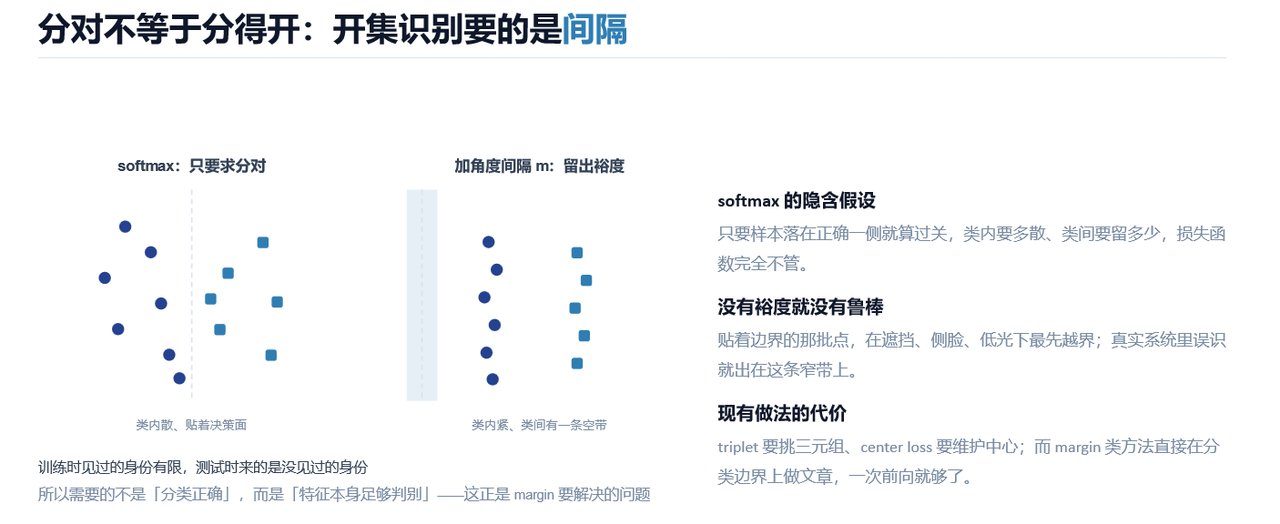 分对不等于分得开：开集识别要的是间隔
softmax：只要求分对
加角度间隔 m：留出裕度
类内散、贴着决策面
类内紧、类间有一条空带
训练时见过的身份有限，测试时来的是没见过的身份
所以需要的不是「分类正确」，而是「特征本身足够判别」——这正是 margin 要解决的问题
softmax 的隐含假设
只要样本落在正确一侧就算过关，类内要多散、类间要留多少，损失函
数完全不管。
没有裕度就没有鲁棒
贴着边界的那批点，在遮挡、侧脸、低光下最先越界；真实系统里误识
就出在这条窄带上。
现有做法的代价
triplet 要挑三元组、center loss 要维护中心；而 margin 类方法直接在分
类边界上做文章，一次前向就够了。